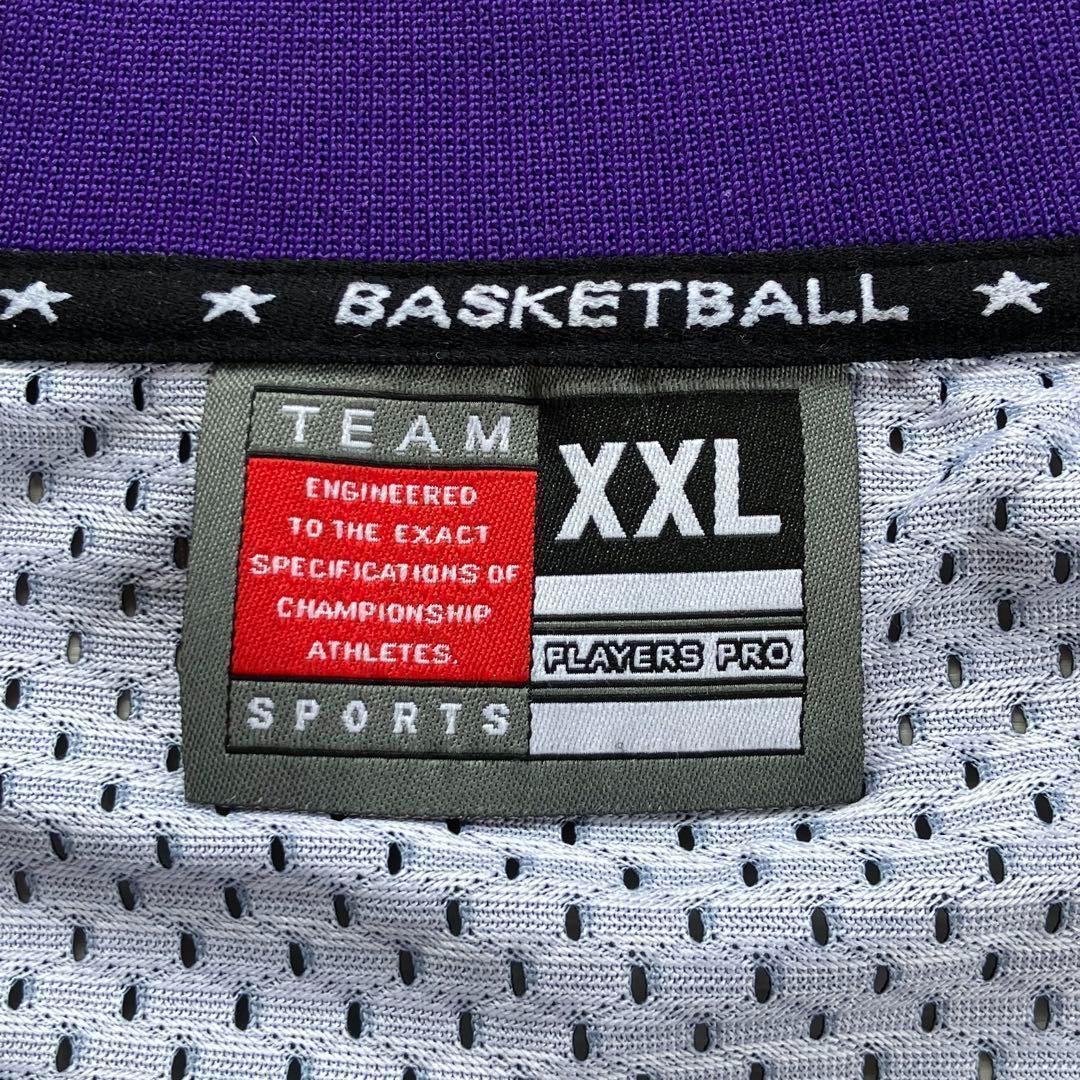 BASKETBALL
TEAM
ENGINEERED
TO THE EXACT
SPECIFICATIONS OF
CHAMPIONSHIP
ATHLETES.
SPORTS
XXL
PLAYERS PRO